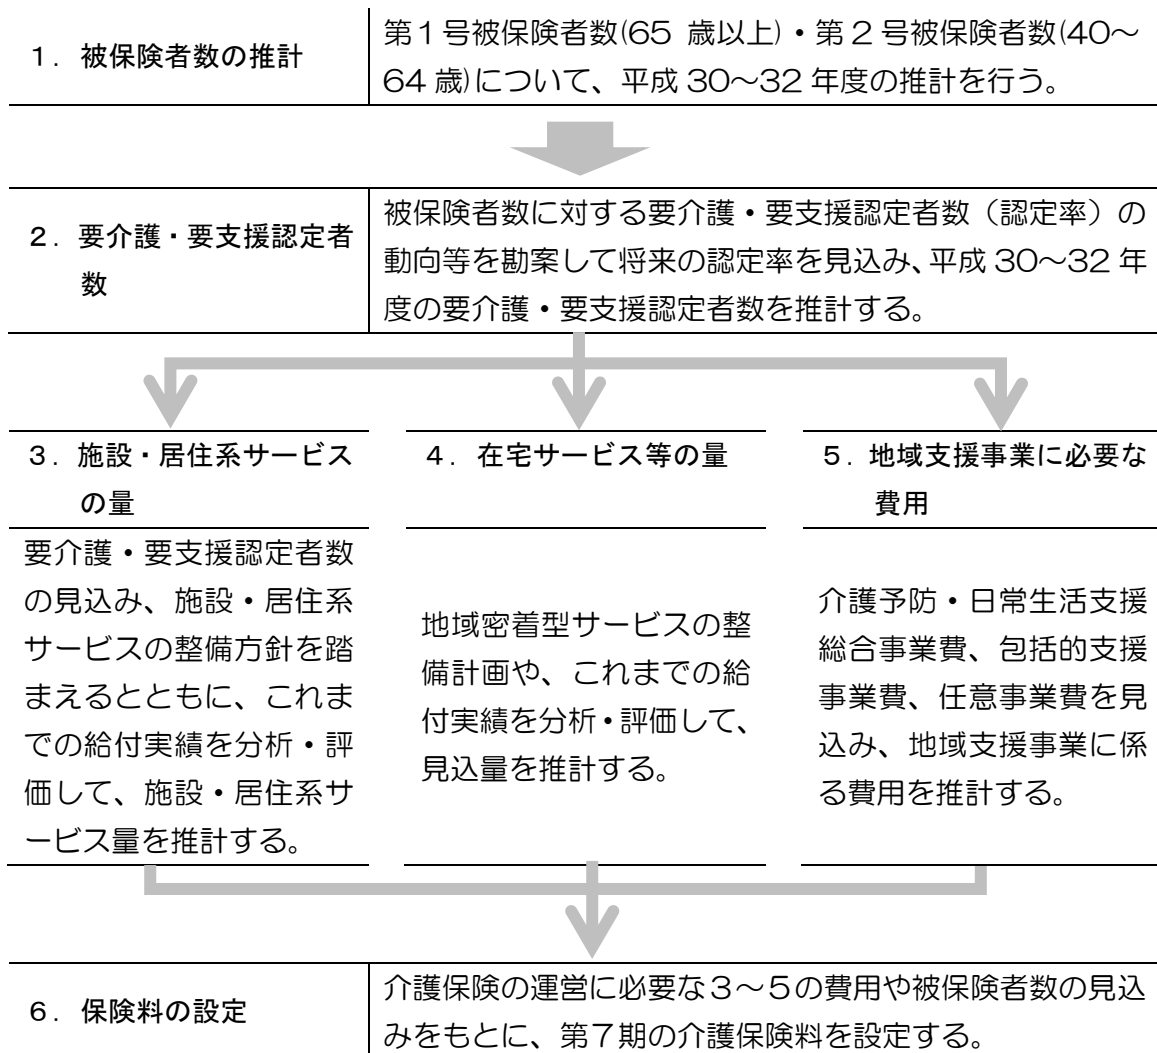 1．被保険者数の推計
第１号被保険者数(65 歳以上)・第２号被保険者数(40～
64 歳)について、平成 30～32 年度の推計を行う。
2．要介護・要支援認定者
数
被保険者数に対する要介護・要支援認定者数（認定率）の
動向等を勘案して将来の認定率を見込み、平成 30～32 年
度の要介護・要支援認定者数を推計する。
3．施設・居住系サービス
の量
要介護・要支援認定者数
の見込み、施設・居住系
サービスの整備方針を踏
まえるとともに、これま
での給付実績を分析・評
価して、施設・居住系サ
ービス量を推計する。
4．在宅サービス等の量
地域密着型サービスの整
備計画や、これまでの給
付実績を分析・評価して、
見込量を推計する。
5．地域支援事業に必要な
費用
介護予防・日常生活支援
総合事業費、包括的支援
事業費、任意事業費を見
込み、地域支援事業に係
る費用を推計する。
6．保険料の設定
介護保険の運営に必要な３～５の費用や被保険者数の見込
みをもとに、第７期の介護保険料を設定する。